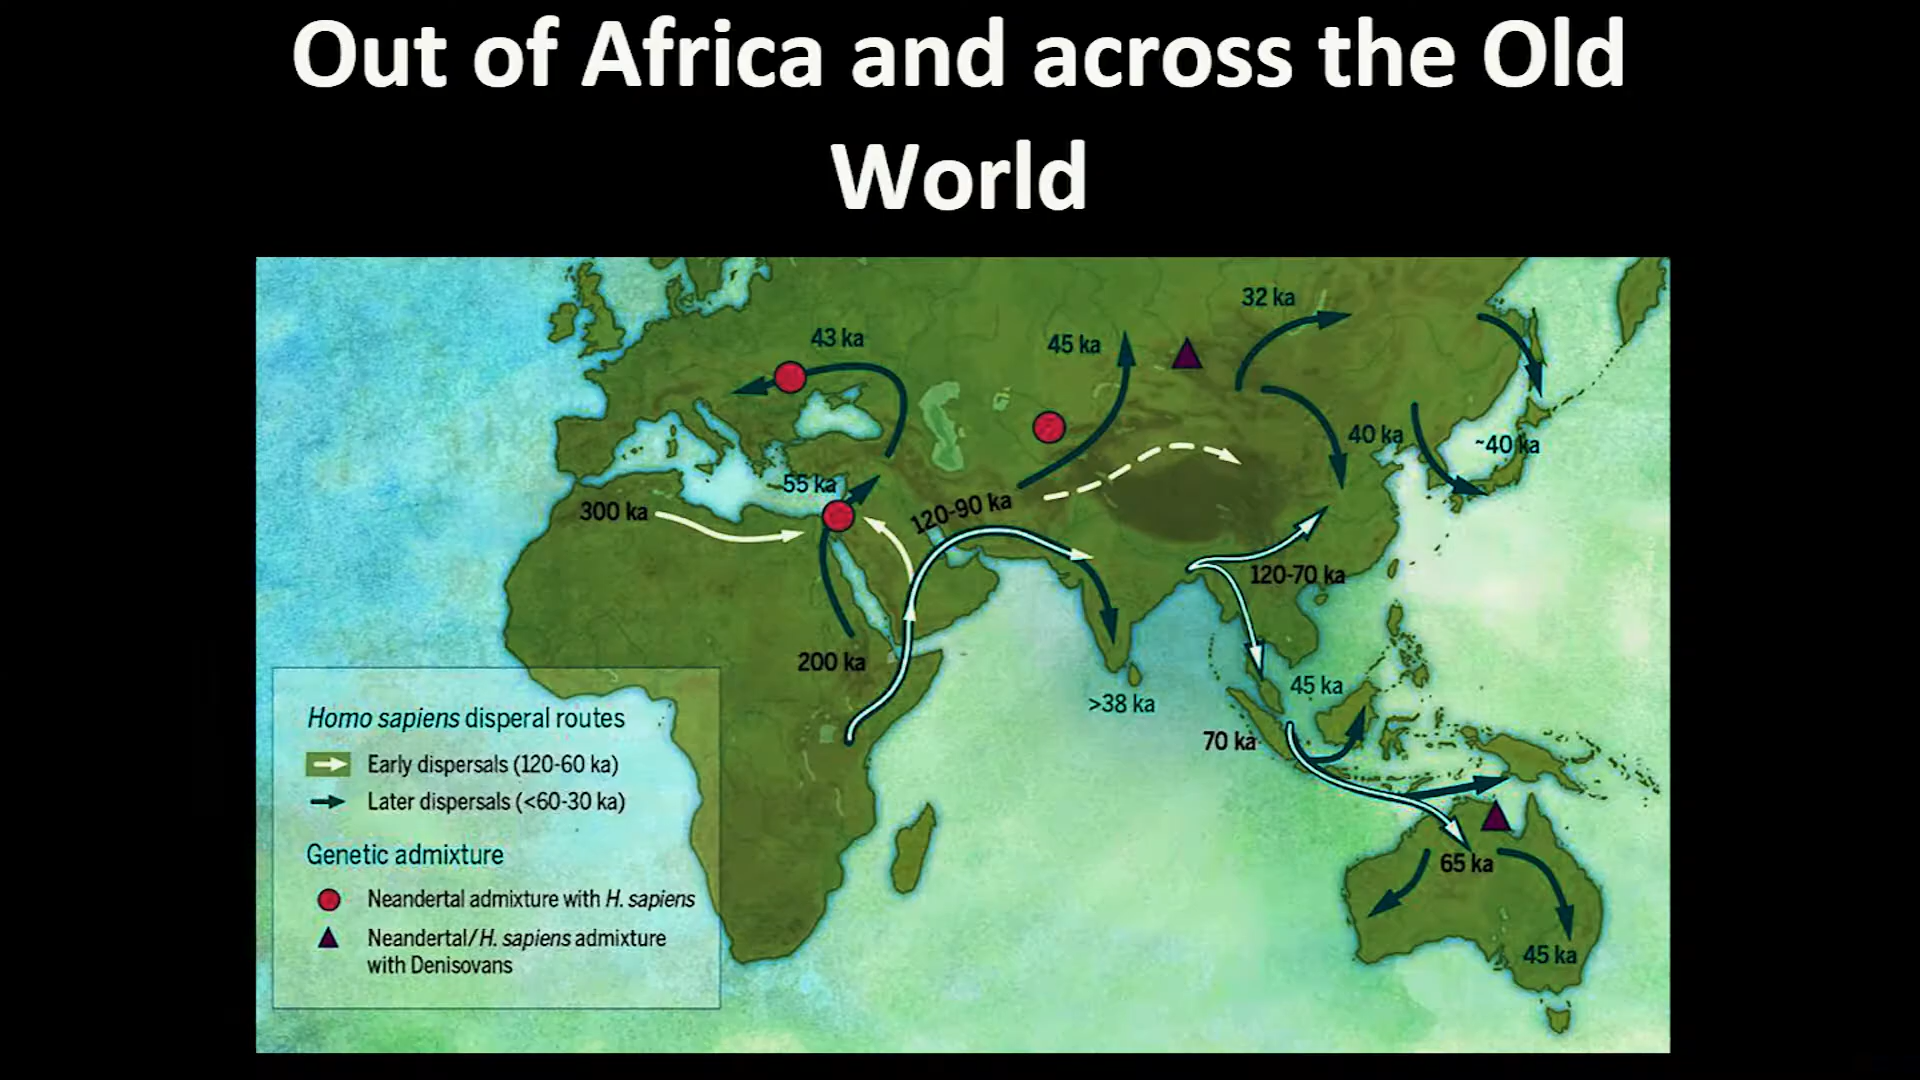 Out of Africa and across the Old
World
32 ka
43 ka
45 ka
40 ka
~40 ka
55 ka
300 ka
120-90 ka
120-70 ka
200 ka
45 ka
>38 ka
70 ka
65 ka
45 ka
Homo sapiens disperal routes
Early dispersals (120-60 ka)
Later dispersals (<60-30 ka)
Genetic admixture
Neandertal admixture with H. sapiens
Neandertal/H. sapiens admixture
with Denisovans